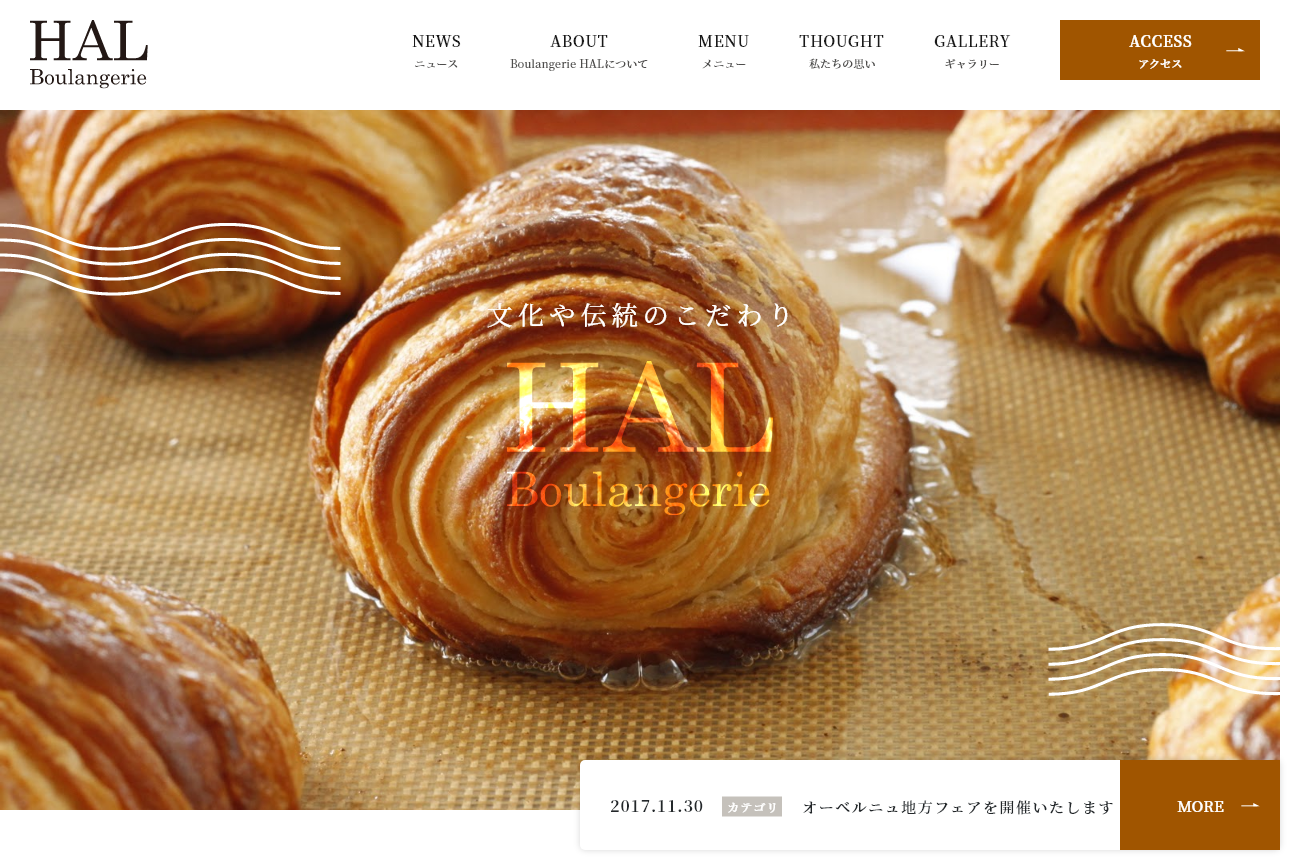 HAL
Boulangerie
NEWS
ニュース
ABOUT
Boulangerie HALについて
MENU
メニュー
THOUGHT
私たちの思い
GALLERY
ギャラリー
ACCESS
アクセス
文化や伝統のこだわり
HAL
Boulangerie
2017.11.30 カテゴリ オーベルニュ地方フェアを開催いたします MORE